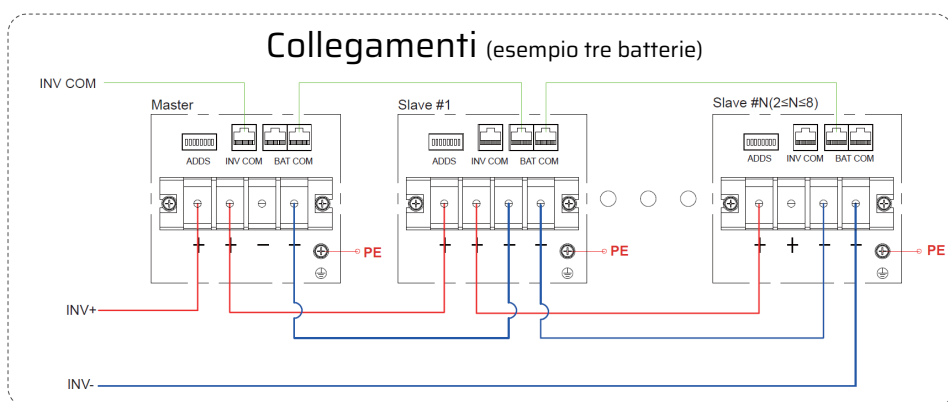 Collegamenti (esempio tre batterie)
INV COM
Master
Slave #1
Slave #N(2≤N≤8)
ADDS INV COM BAT COM
ADDS INV COM BAT COM
ADDS INV COM BAT COM
+ + − − PE
+ + − − PE
+ + − − PE
INV+
INV-